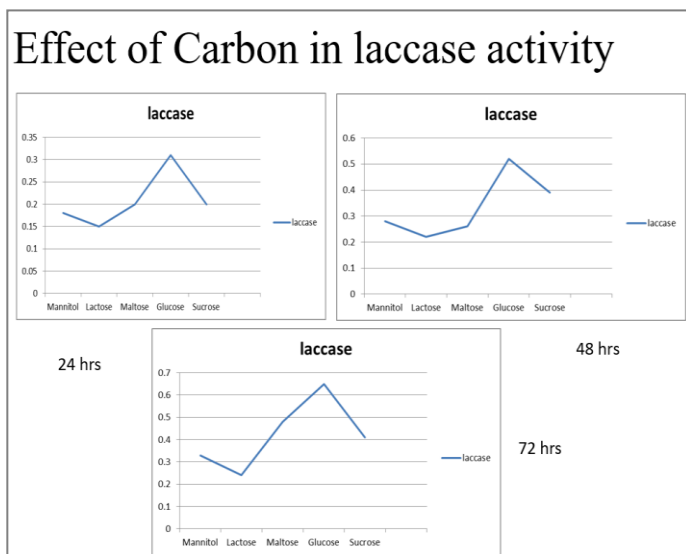 Effect of Carbon in laccase activity
laccase
0.35
0.3
0.25
0.2
0.15
0.1
0.05
0
Mannitol Lactose Maltose Glucose Sucrose
laccase
laccase
0.6
0.5
0.4
0.3
0.2
0.1
0
Mannitol Lactose Maltose Glucose Sucrose
laccase
24 hrs
48 hrs
laccase
0.7
0.6
0.5
0.4
0.3
0.2
0.1
0
Mannitol Lactose Maltose Glucose Sucrose
laccase
72 hrs